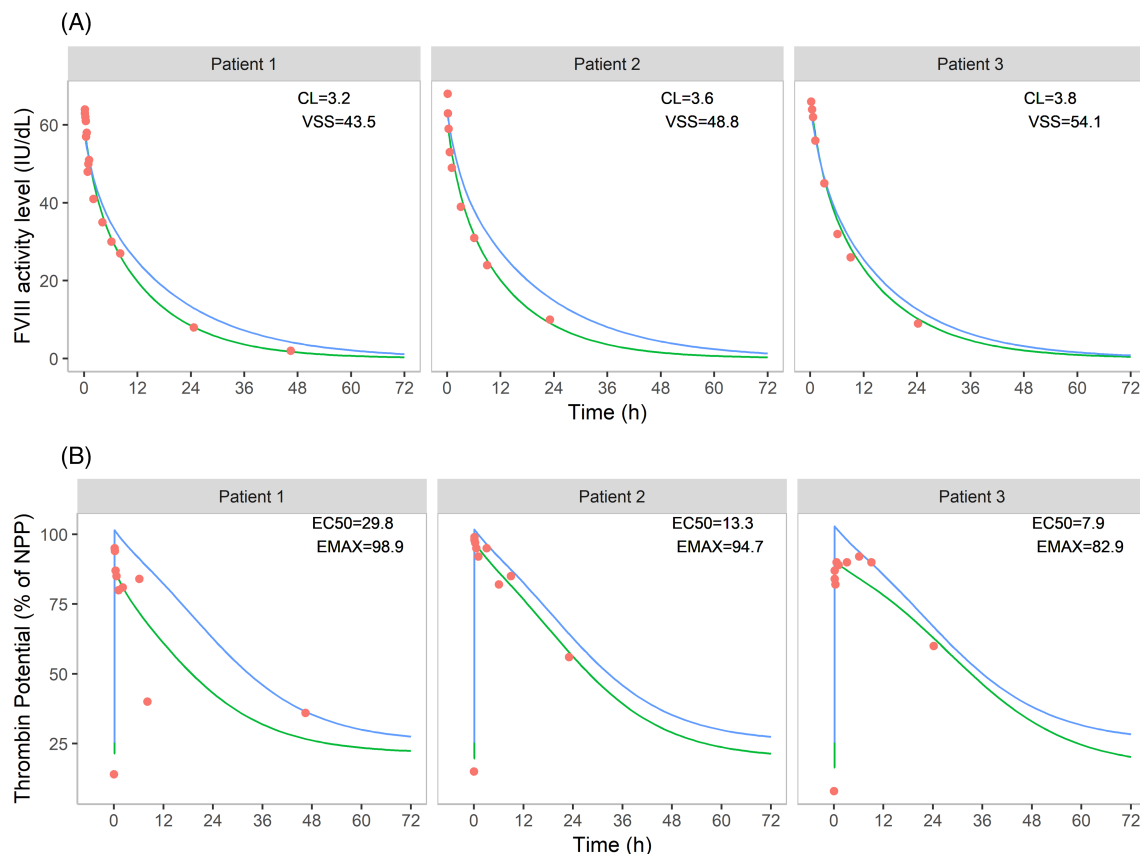 (A)
Patient 1 Patient 2 Patient 3
CL=3.2 CL=3.6 CL=3.8
VSS=43.5 VSS=48.8 VSS=54.1
FVIII activity level (IU/dL)
60
40
20
0
0 12 24 36 48 60 72 0 12 24 36 48 60 72 0 12 24 36 48 60 72
Time (h)
(B)
Patient 1 Patient 2 Patient 3
EC50=29.8 EC50=13.3 EC50=7.9
EMAX=98.9 EMAX=94.7 EMAX=82.9
Thrombin Potential (% of NPP)
100
75
50
25
0 12 24 36 48 60 72 0 12 24 36 48 60 72 0 12 24 36 48 60 72
Time (h)